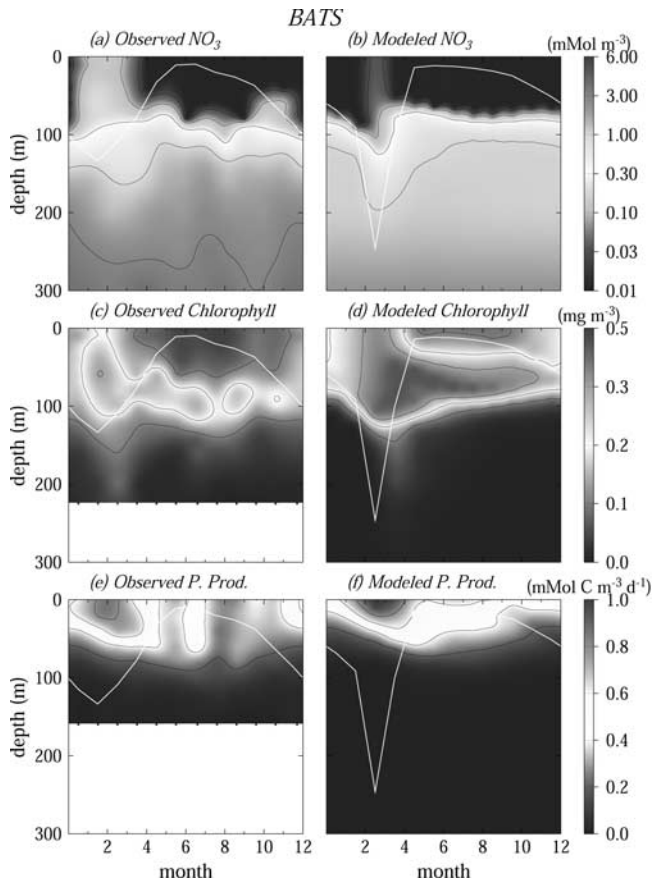 BATS
(a) Observed NO3
(b) Modeled NO3
(mMol m-3)
0
100
200
300
depth (m)
6.00
3.00
1.00
0.30
0.10
0.03
0.01
(c) Observed Chlorophyll
(d) Modeled Chlorophyll
(mg m-3)
0
100
200
300
depth (m)
0.5
0.3
0.1
0.0
(e) Observed P. Prod.
(f) Modeled P. Prod.
(mMol C m-3 d-1)
0
100
200
300
depth (m)
1.0
0.8
0.6
0.4
0.2
0.0
2 4 6 8 10 12
2 4 6 8 10 12
month
month